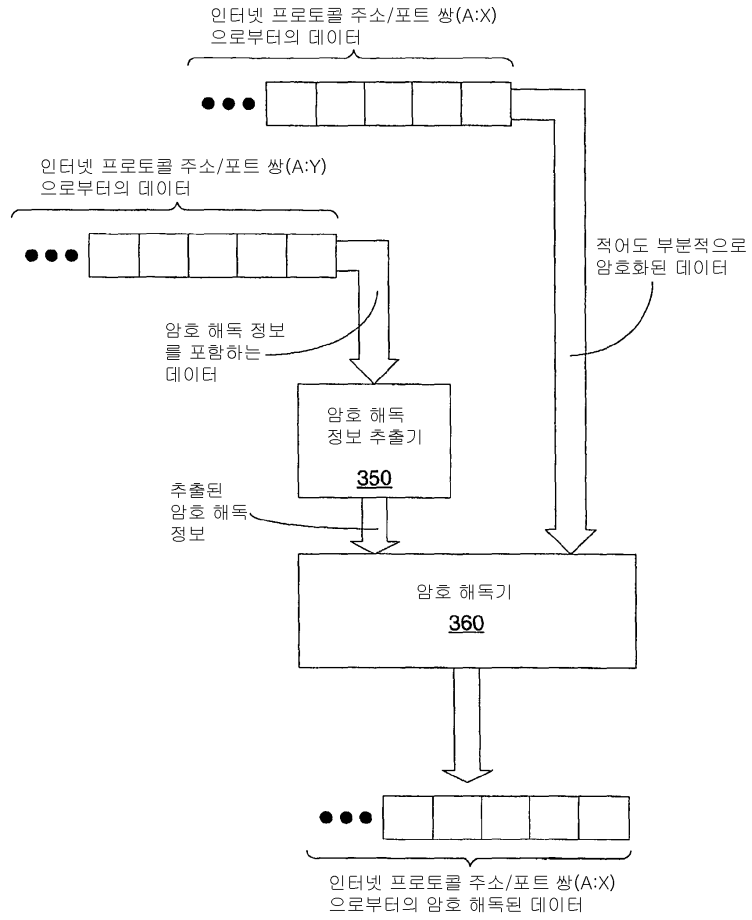 인터넷 프로토콜 주소/포트 쌍(A:X)
으로부터의 데이터
인터넷 프로토콜 주소/포트 쌍(A:Y)
으로부터의 데이터
적어도 부분적으로
암호화된 데이터
암호 해독 정보
를 포함하는
데이터
암호 해독
정보 추출기
350
추출된
암호 해독
정보
암호 해독기
360
인터넷 프로토콜 주소/포트 쌍(A:X)
으로부터의 암호 해독된 데이터